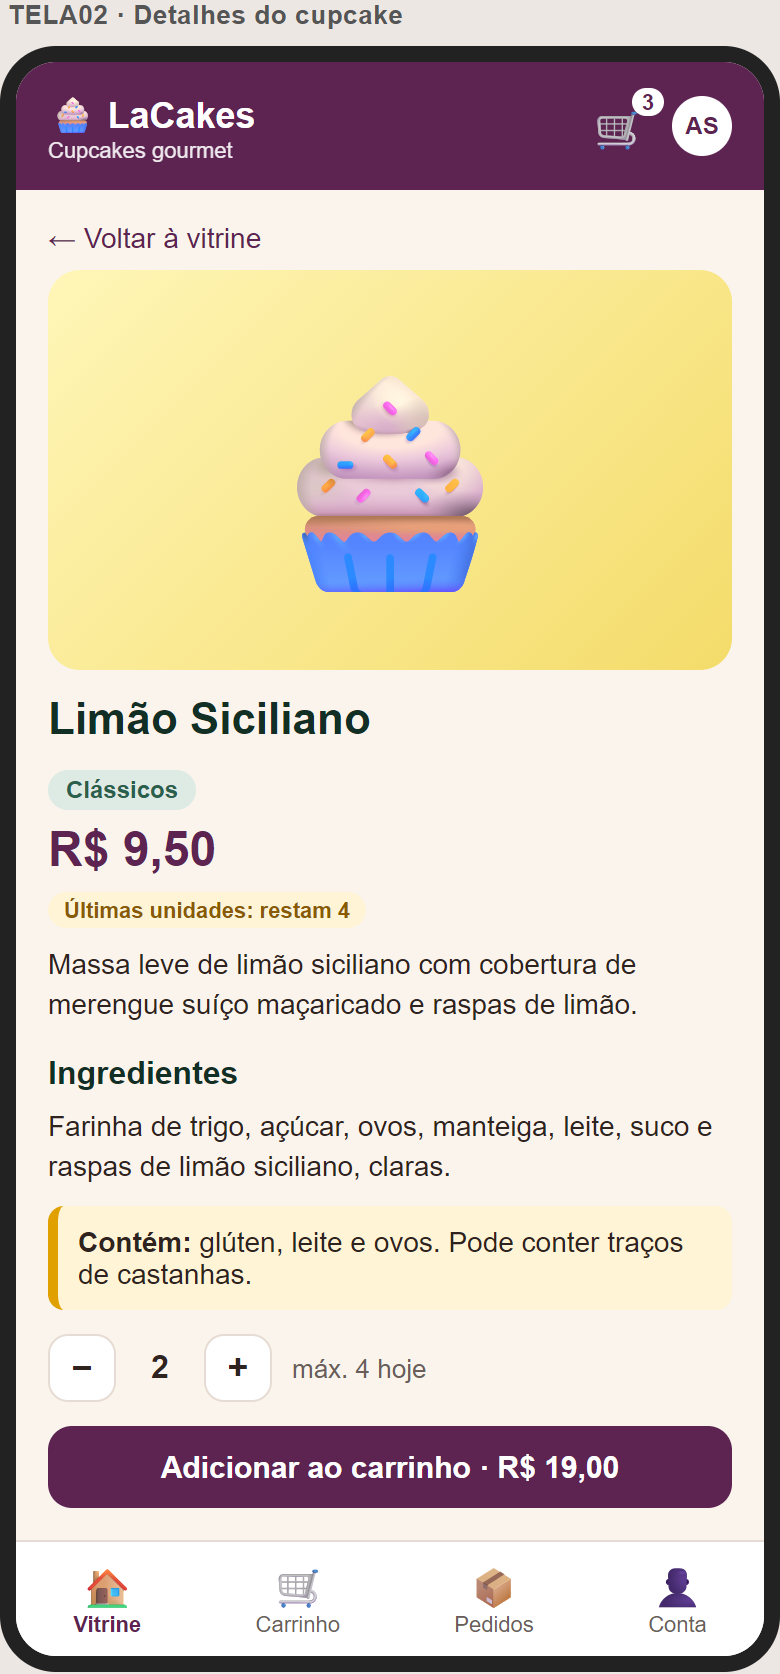 TELA02 · Detalhes do cupcake
LaCakes
Cupcakes gourmet
3
AS
← Voltar à vitrine
Limão Siciliano
Clássicos
R$ 9,50
Últimas unidades: restam 4
Massa leve de limão siciliano com cobertura de
merengue suíço maçaricado e raspas de limão.
Ingredientes
Farinha de trigo, açúcar, ovos, manteiga, leite, suco e
raspas de limão siciliano, claras.
Contém: glúten, leite e ovos. Pode conter traços
de castanhas.
− 2 + máx. 4 hoje
Adicionar ao carrinho · R$ 19,00
Vitrine Carrinho Pedidos Conta